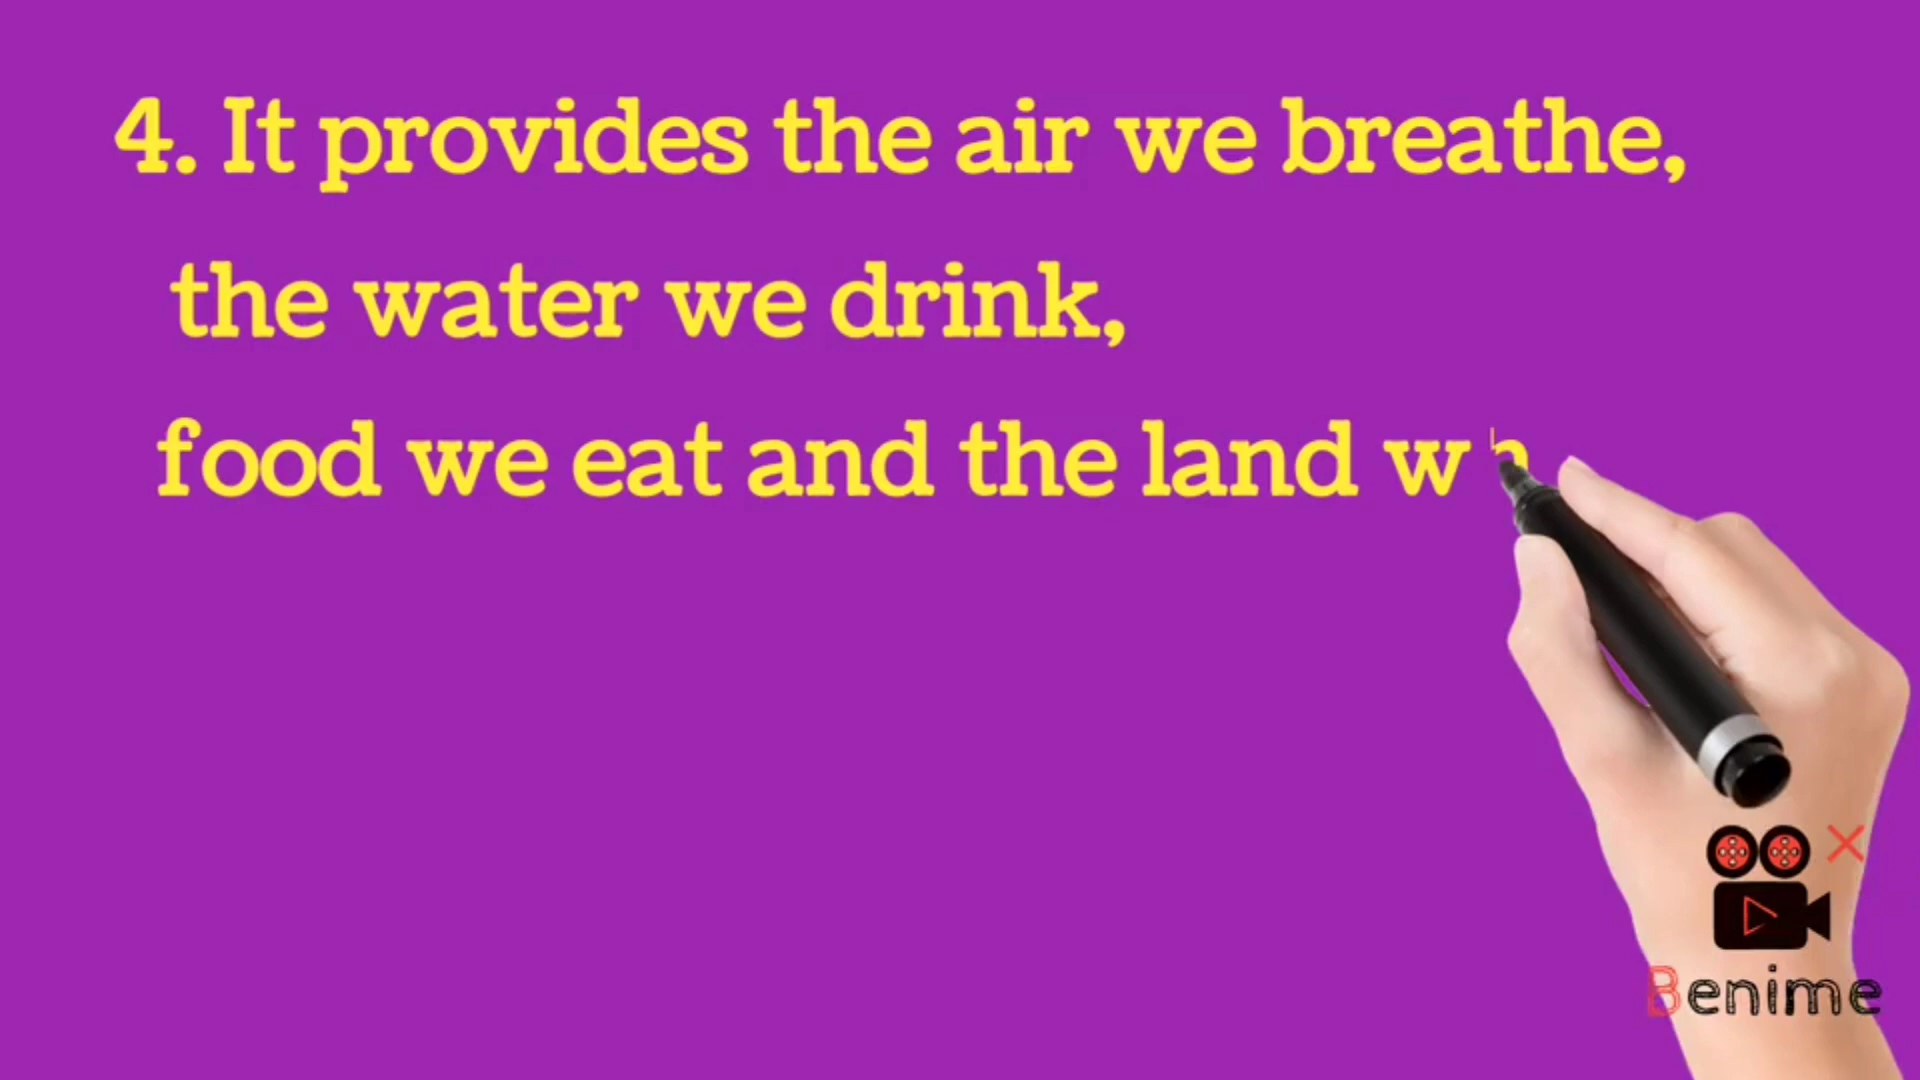 4. It provides the air we breathe,
the water we drink,
food we eat and the land
Benime